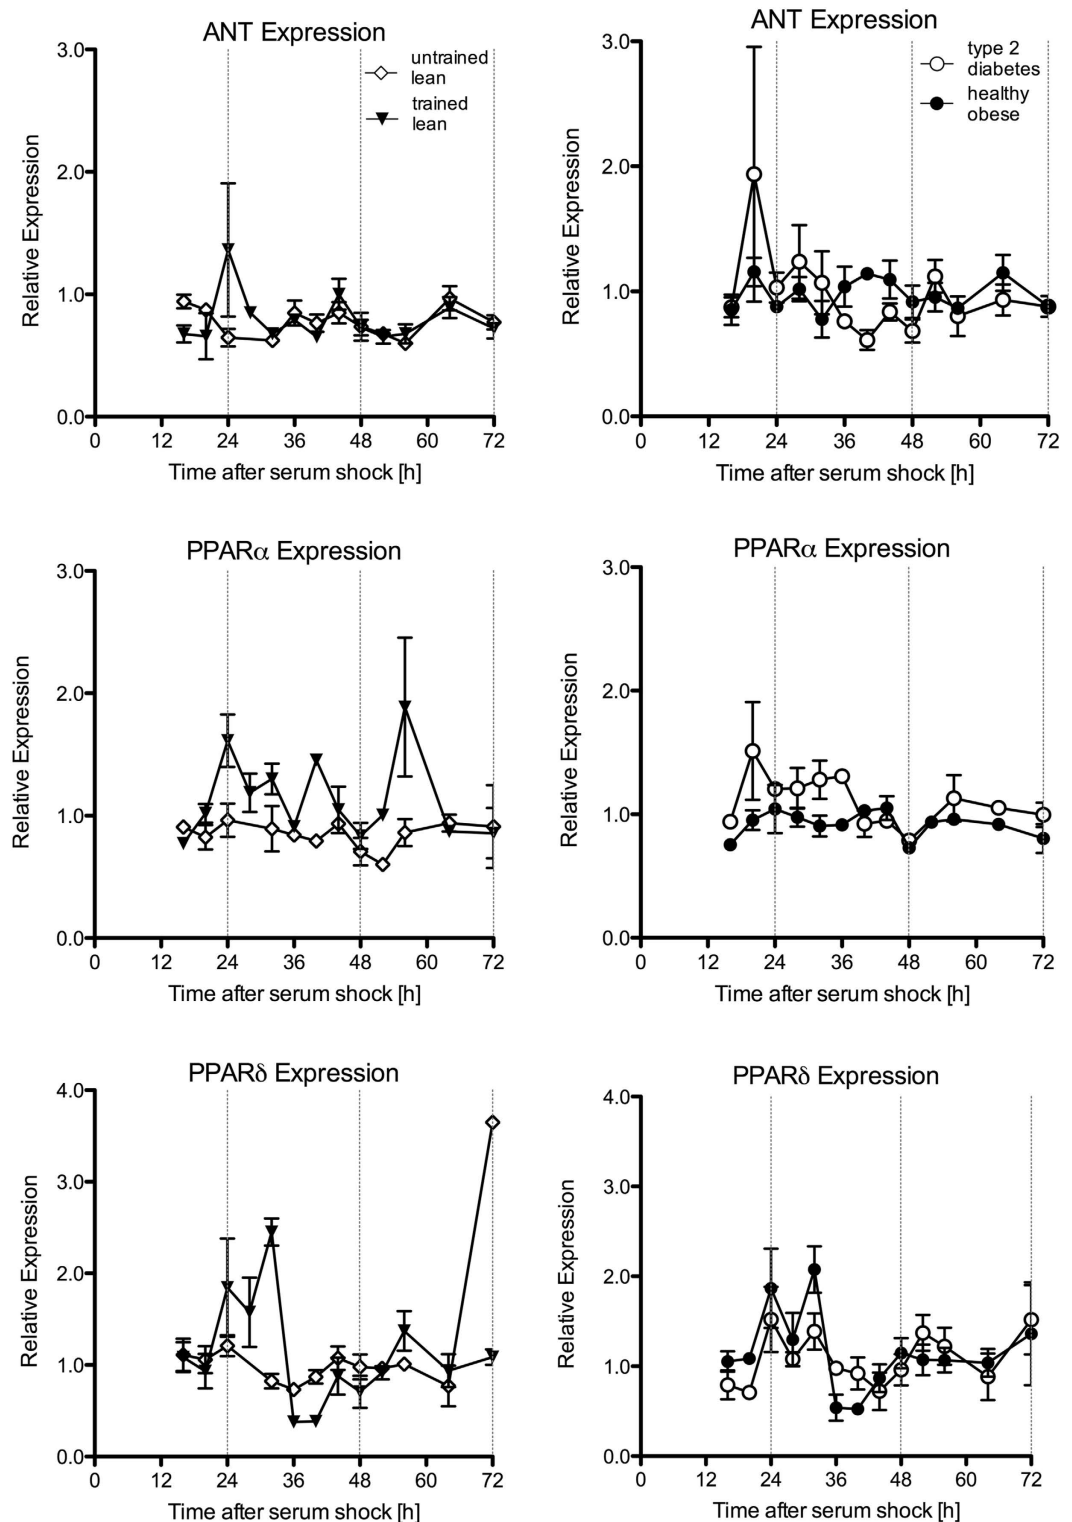 ANT Expression
3.0
2.0
1.0
0.0
Relative Expression
untrained
lean
trained
lean
0 12 24 36 48 60 72
Time after serum shock [h]
ANT Expression
3.0
2.0
1.0
0.0
Relative Expression
type 2
diabetes
healthy
obese
0 12 24 36 48 60 72
Time after serum shock [h]
PPARα Expression
3.0
2.0
1.0
0.0
Relative Expression
0 12 24 36 48 60 72
Time after serum shock [h]
PPARα Expression
3.0
2.0
1.0
0.0
Relative Expression
0 12 24 36 48 60 72
Time after serum shock [h]
PPARδ Expression
4.0
3.0
2.0
1.0
0.0
Relative Expression
0 12 24 36 48 60 72
Time after serum shock [h]
PPARδ Expression
4.0
3.0
2.0
1.0
0.0
Relative Expression
0 12 24 36 48 60 72
Time after serum shock [h]